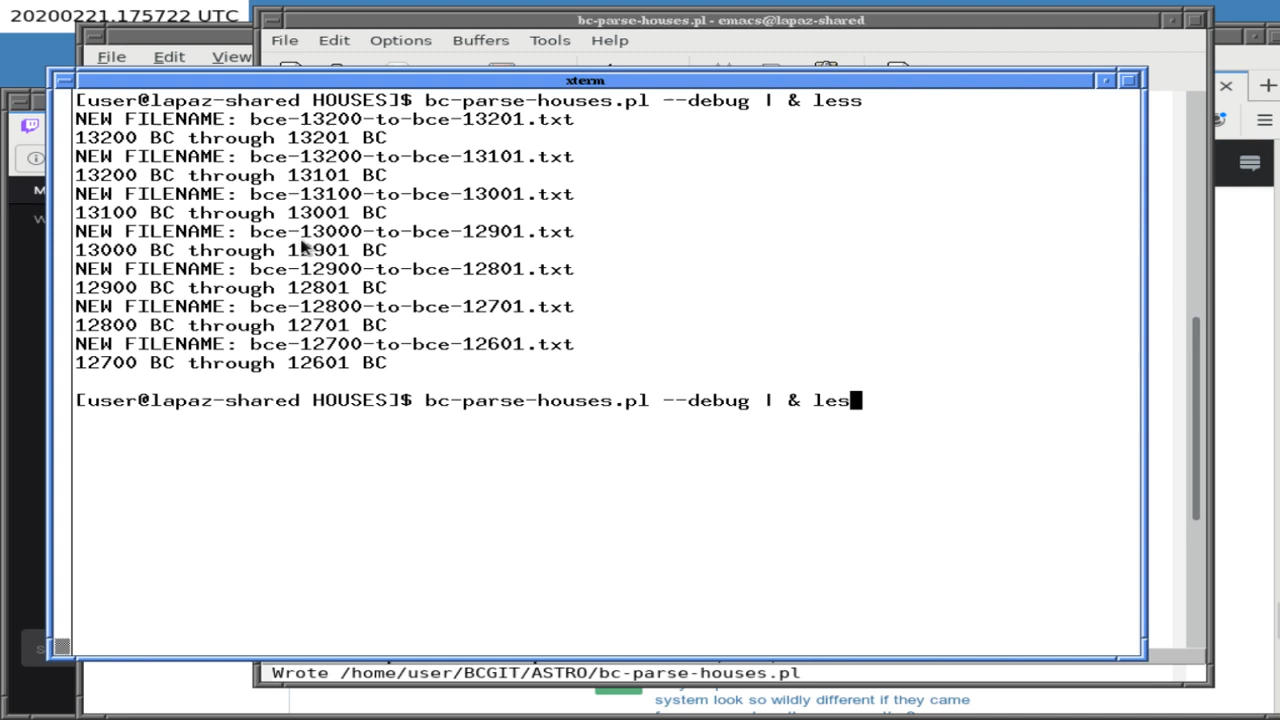 20200221.175722 UTC
bc-parse-houses.pl - emacs@lapaz-shared
File Edit Options Buffers Tools Help
File Edit View
xterm
[user@lapaz-shared HOUSES]$ bc-parse-houses.pl --debug | & less
NEW FILENAME: bce-13200-to-bce-13201.txt
13200 BC through 13201 BC
NEW FILENAME: bce-13200-to-bce-13101.txt
13200 BC through 13101 BC
NEW FILENAME: bce-13100-to-bce-13001.txt
13100 BC through 13001 BC
NEW FILENAME: bce-13000-to-bce-12901.txt
13000 BC through 12901 BC
NEW FILENAME: bce-12900-to-bce-12801.txt
12900 BC through 12801 BC
NEW FILENAME: bce-12800-to-bce-12701.txt
12800 BC through 12701 BC
NEW FILENAME: bce-12700-to-bce-12601.txt
12700 BC through 12601 BC
[user@lapaz-shared HOUSES]$ bc-parse-houses.pl --debug | & les
Wrote /home/user/BCGIT/ASTRO/bc-parse-houses.pl
system look so wildly different if they came